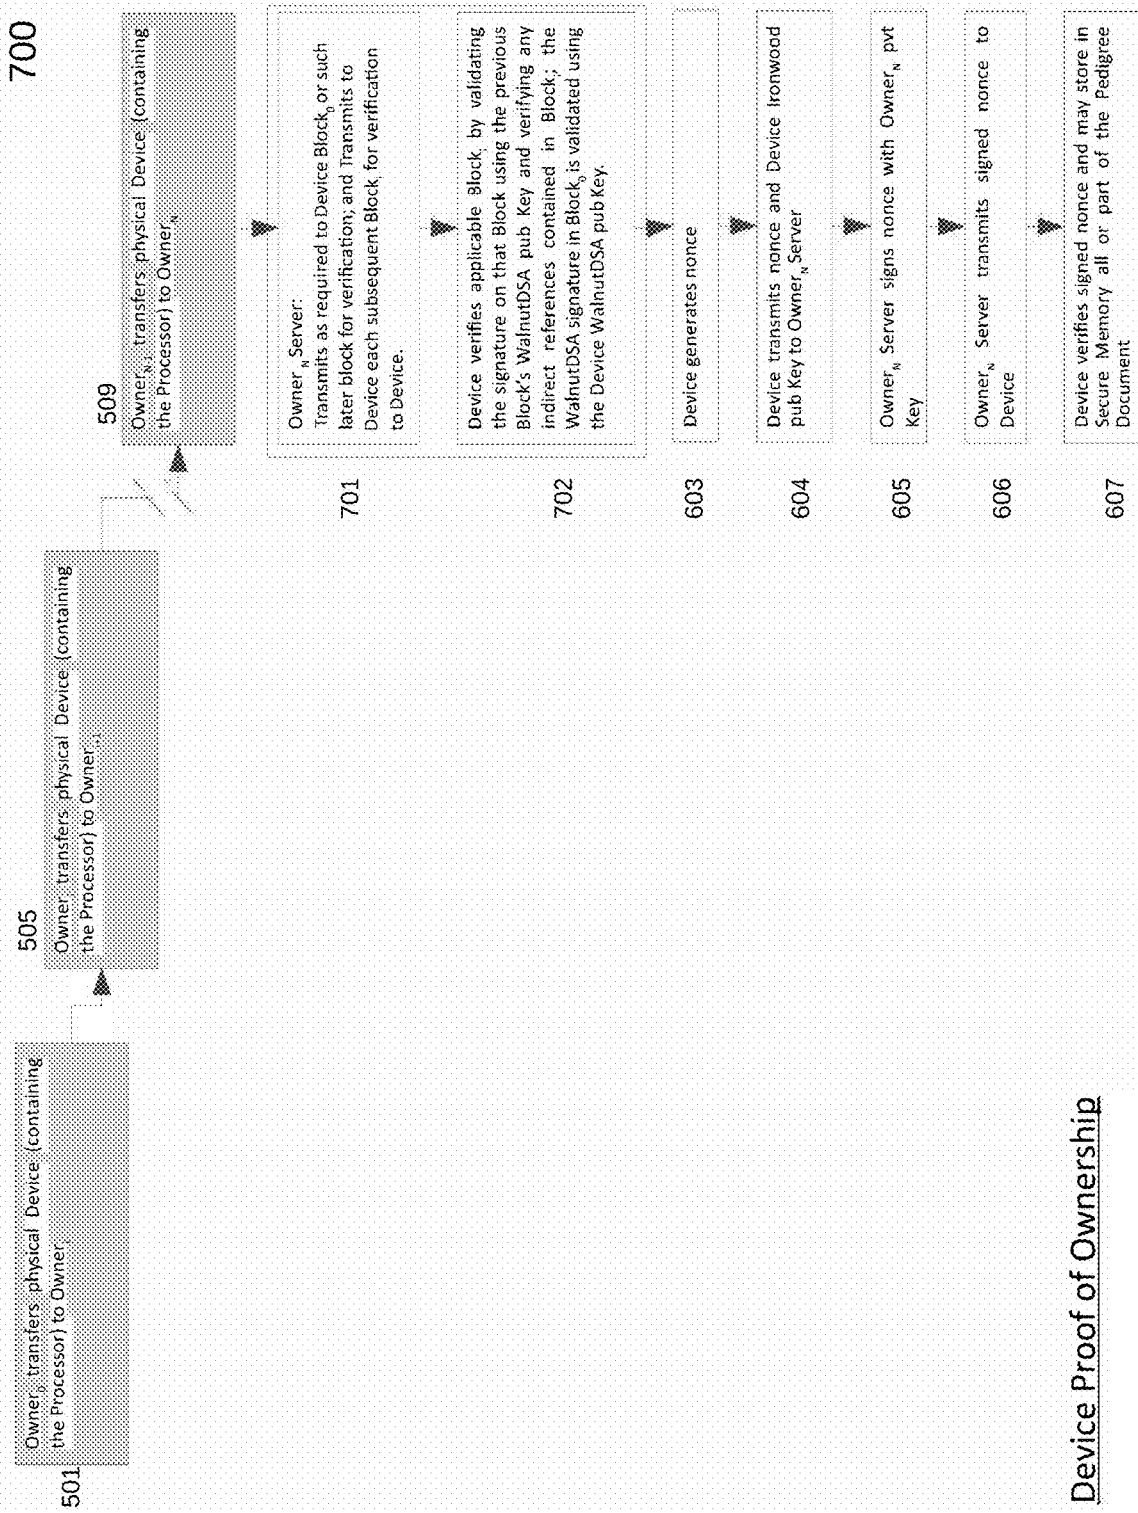 700
501
Owner0 transfers physical Device (containing
the Processor) to Owner
505
Owner transfers physical Device (containing
the Processor) to Owner i+1
509
Owner N-1 transfers physical Device (containing
the Processor) to Owner N
701
Owner N Server:
Transmits as required to Device Block0 or such
later block for verification; and Transmits to
Device each subsequent Block i for verification
to Device.
702
Device verifies applicable Block i by validating
the signature on that Block using the previous
Block's WalnutDSA pub Key and verifying any
indirect references contained in Block; the
WalnutDSA signature in Block0 is validated using
the Device WalnutDSA pub Key.
603
Device generates nonce
604
Device transmits nonce and Device Ironwood
pub Key to Owner N Server
605
Owner N Server signs nonce with Owner N pvt
Key
606
Owner N Server transmits signed nonce to
Device
607
Device verifies signed nonce and may store in
Secure Memory all or part of the Pedigree
Document
Device Proof of Ownership